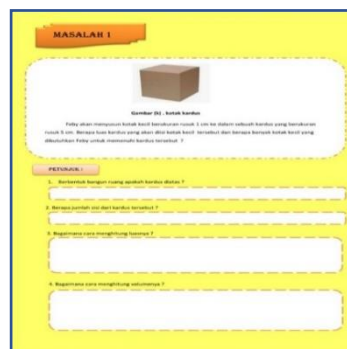 MASALAH 1
Gambar (b) . kotak kardus
Feby akan menyusun kotak kecil berukuran rusuk 1 cm ke dalam sebuah kardus yang berukuran
rusuk 5 cm. Berapa luas kardus yang akan diisi kotak kecil tersebut dan berapa banyak kotak kecil yang
dibutuhkan Feby untuk memenuhi kardus tersebut ?
PETUNJUK :
1. Berbentuk bangun ruang apakah kardus diatas ?
2. Berapa jumlah sisi dari kardus tersebut ?
3. Bagaimana cara menghitung luasnya ?
4. Bagaimana cara menghitung volumenya ?